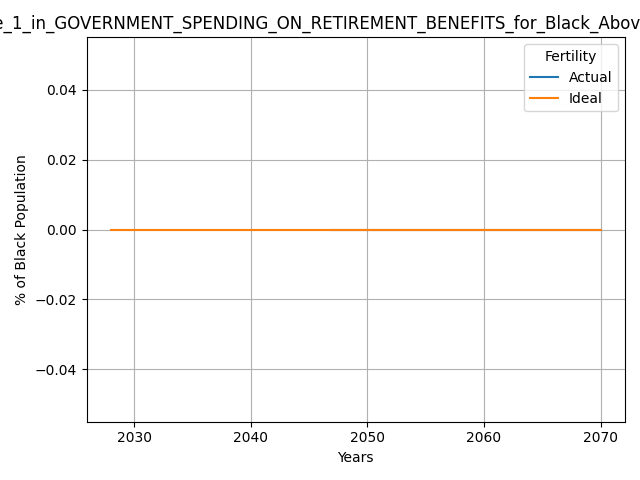 e_1_in_GOVERNMENT_SPENDING_ON_RETIREMENT_BENEFITS_for_Black_Abov
Fertility
Actual
Ideal
0.04
0.02
0.00
−0.02
−0.04
% of Black Population
2030 2040 2050 2060 2070
Years